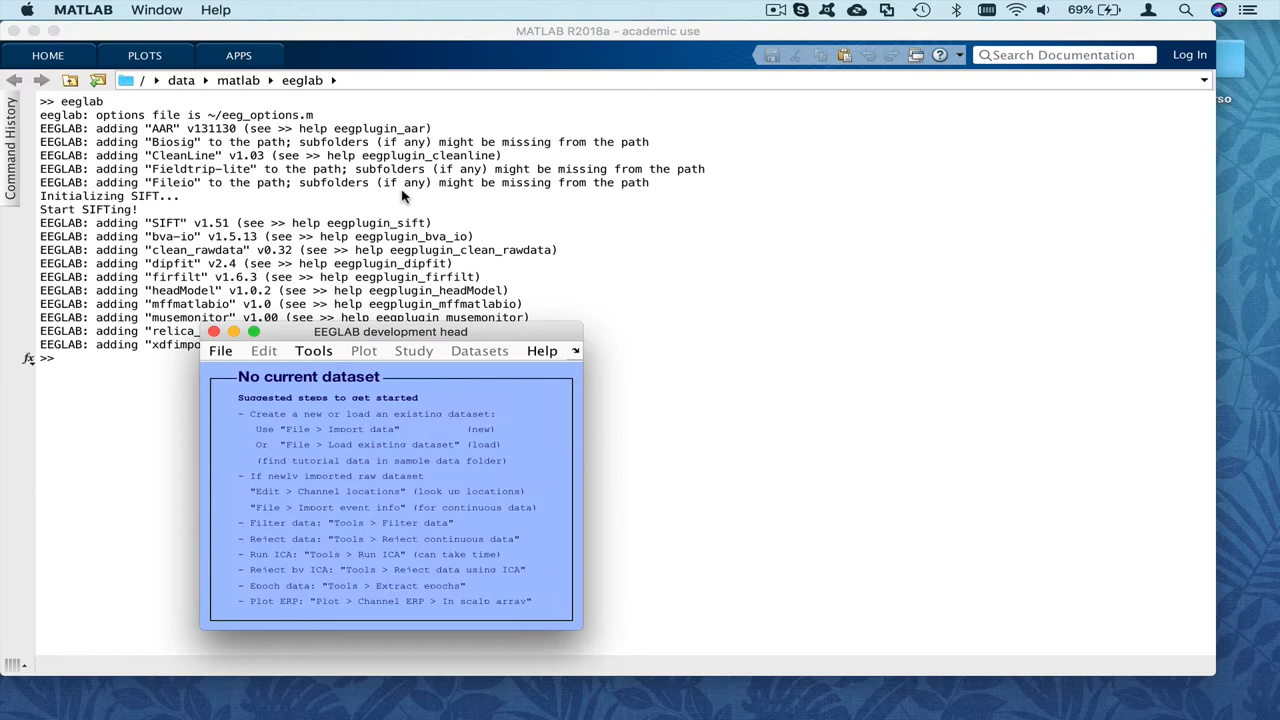 MATLAB Window Help 69%
MATLAB R2018a - academic use
HOME PLOTS APPS Search Documentation Log In
/ data matlab eeglab
Command History
>> eeglab
eeglab: options file is ~/eeg_options.m
EEGLAB: adding "AAR" v131130 (see >> help eegplugin_aar)
EEGLAB: adding "Biosig" to the path; subfolders (if any) might be missing from the path
EEGLAB: adding "CleanLine" v1.03 (see >> help eegplugin_cleanline)
EEGLAB: adding "Fieldtrip-lite" to the path; subfolders (if any) might be missing from the path
EEGLAB: adding "Fileio" to the path; subfolders (if any) might be missing from the path
Initializing SIFT...
Start SIFTing!
EEGLAB: adding "SIFT" v1.51 (see >> help eegplugin_sift)
EEGLAB: adding "bva-io" v1.5.13 (see >> help eegplugin_bva_io)
EEGLAB: adding "clean_rawdata" v0.32 (see >> help eegplugin_clean_rawdata)
EEGLAB: adding "dipfit" v2.4 (see >> help eegplugin_dipfit)
EEGLAB: adding "firfilt" v1.6.3 (see >> help eegplugin_firfilt)
EEGLAB: adding "headModel" v1.0.2 (see >> help eegplugin_headModel)
EEGLAB: adding "mffmatlabio" v1.0 (see >> help eegplugin_mffmatlabio)
EEGLAB: adding "musemonitor" v1.00 (see >> help eegplugin_musemonitor)
EEGLAB: adding "relica_
EEGLAB: adding "xdfimpo
fx >>
EEGLAB development head
File Edit Tools Plot Study Datasets Help
No current dataset
Suggested steps to get started
- Create a new or load an existing dataset:
Use "File > Import data" (new)
Or "File > Load existing dataset" (load)
(find tutorial data in sample data folder)
- If newly imported raw dataset
"Edit > Channel locations" (look up locations)
"File > Import event info" (for continuous data)
- Filter data: "Tools > Filter data"
- Reject data: "Tools > Reject continuous data"
- Run ICA: "Tools > Run ICA" (can take time)
- Reject by ICA: "Tools > Reject data using ICA"
- Epoch data: "Tools > Extract epochs"
- Plot ERP: "Plot > Channel ERP > In scalp array"
rso